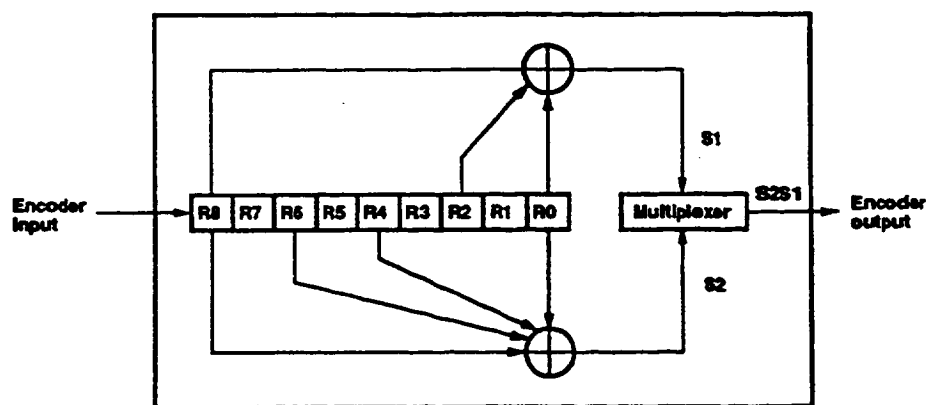 S1
Encoder
input
R8 R7 R6 R5 R4 R3 R2 R1 R0
Multiplexer
S2S1
Encoder
output
S2